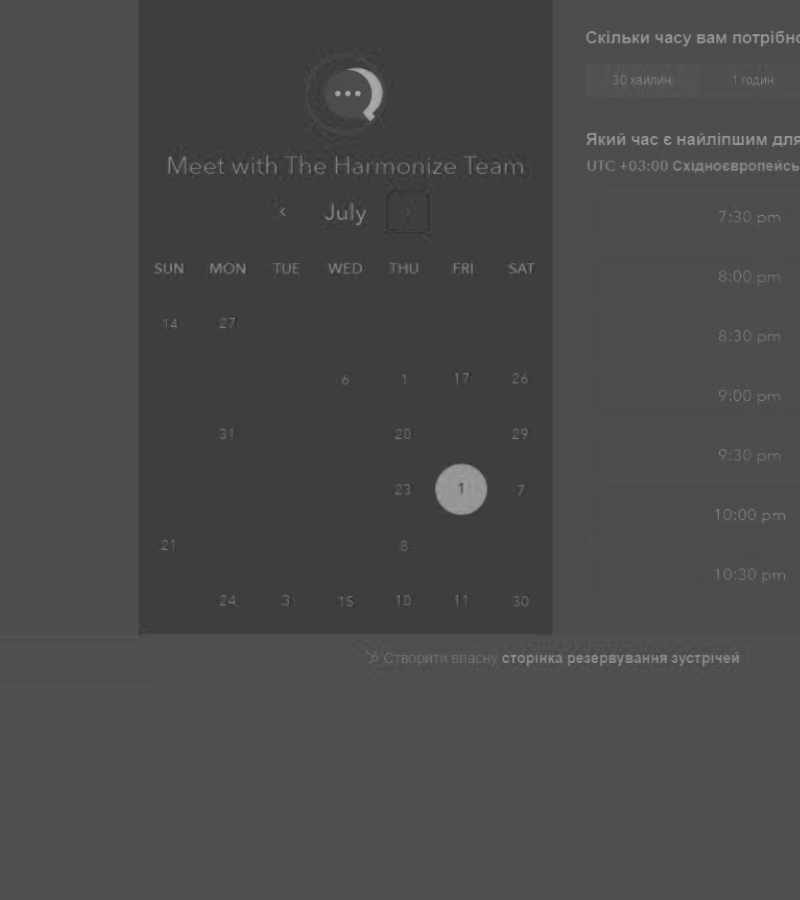 Meet with The Harmonize Team
July
SUN MON TUE WED THU FRI SAT
14 27
6 1 17 26
31 20 29
23 1 7
21 8
24 3 15 10 11 30
Скільки часу вам потрібно
30 хвилин 1 годин
Який час є найліпшим для
UTC +03:00 Східноєвропейсь
7:30 pm
8:00 pm
8:30 pm
9:00 pm
9:30 pm
10:00 pm
10:30 pm
Створити власну сторінка резервування зустрічей